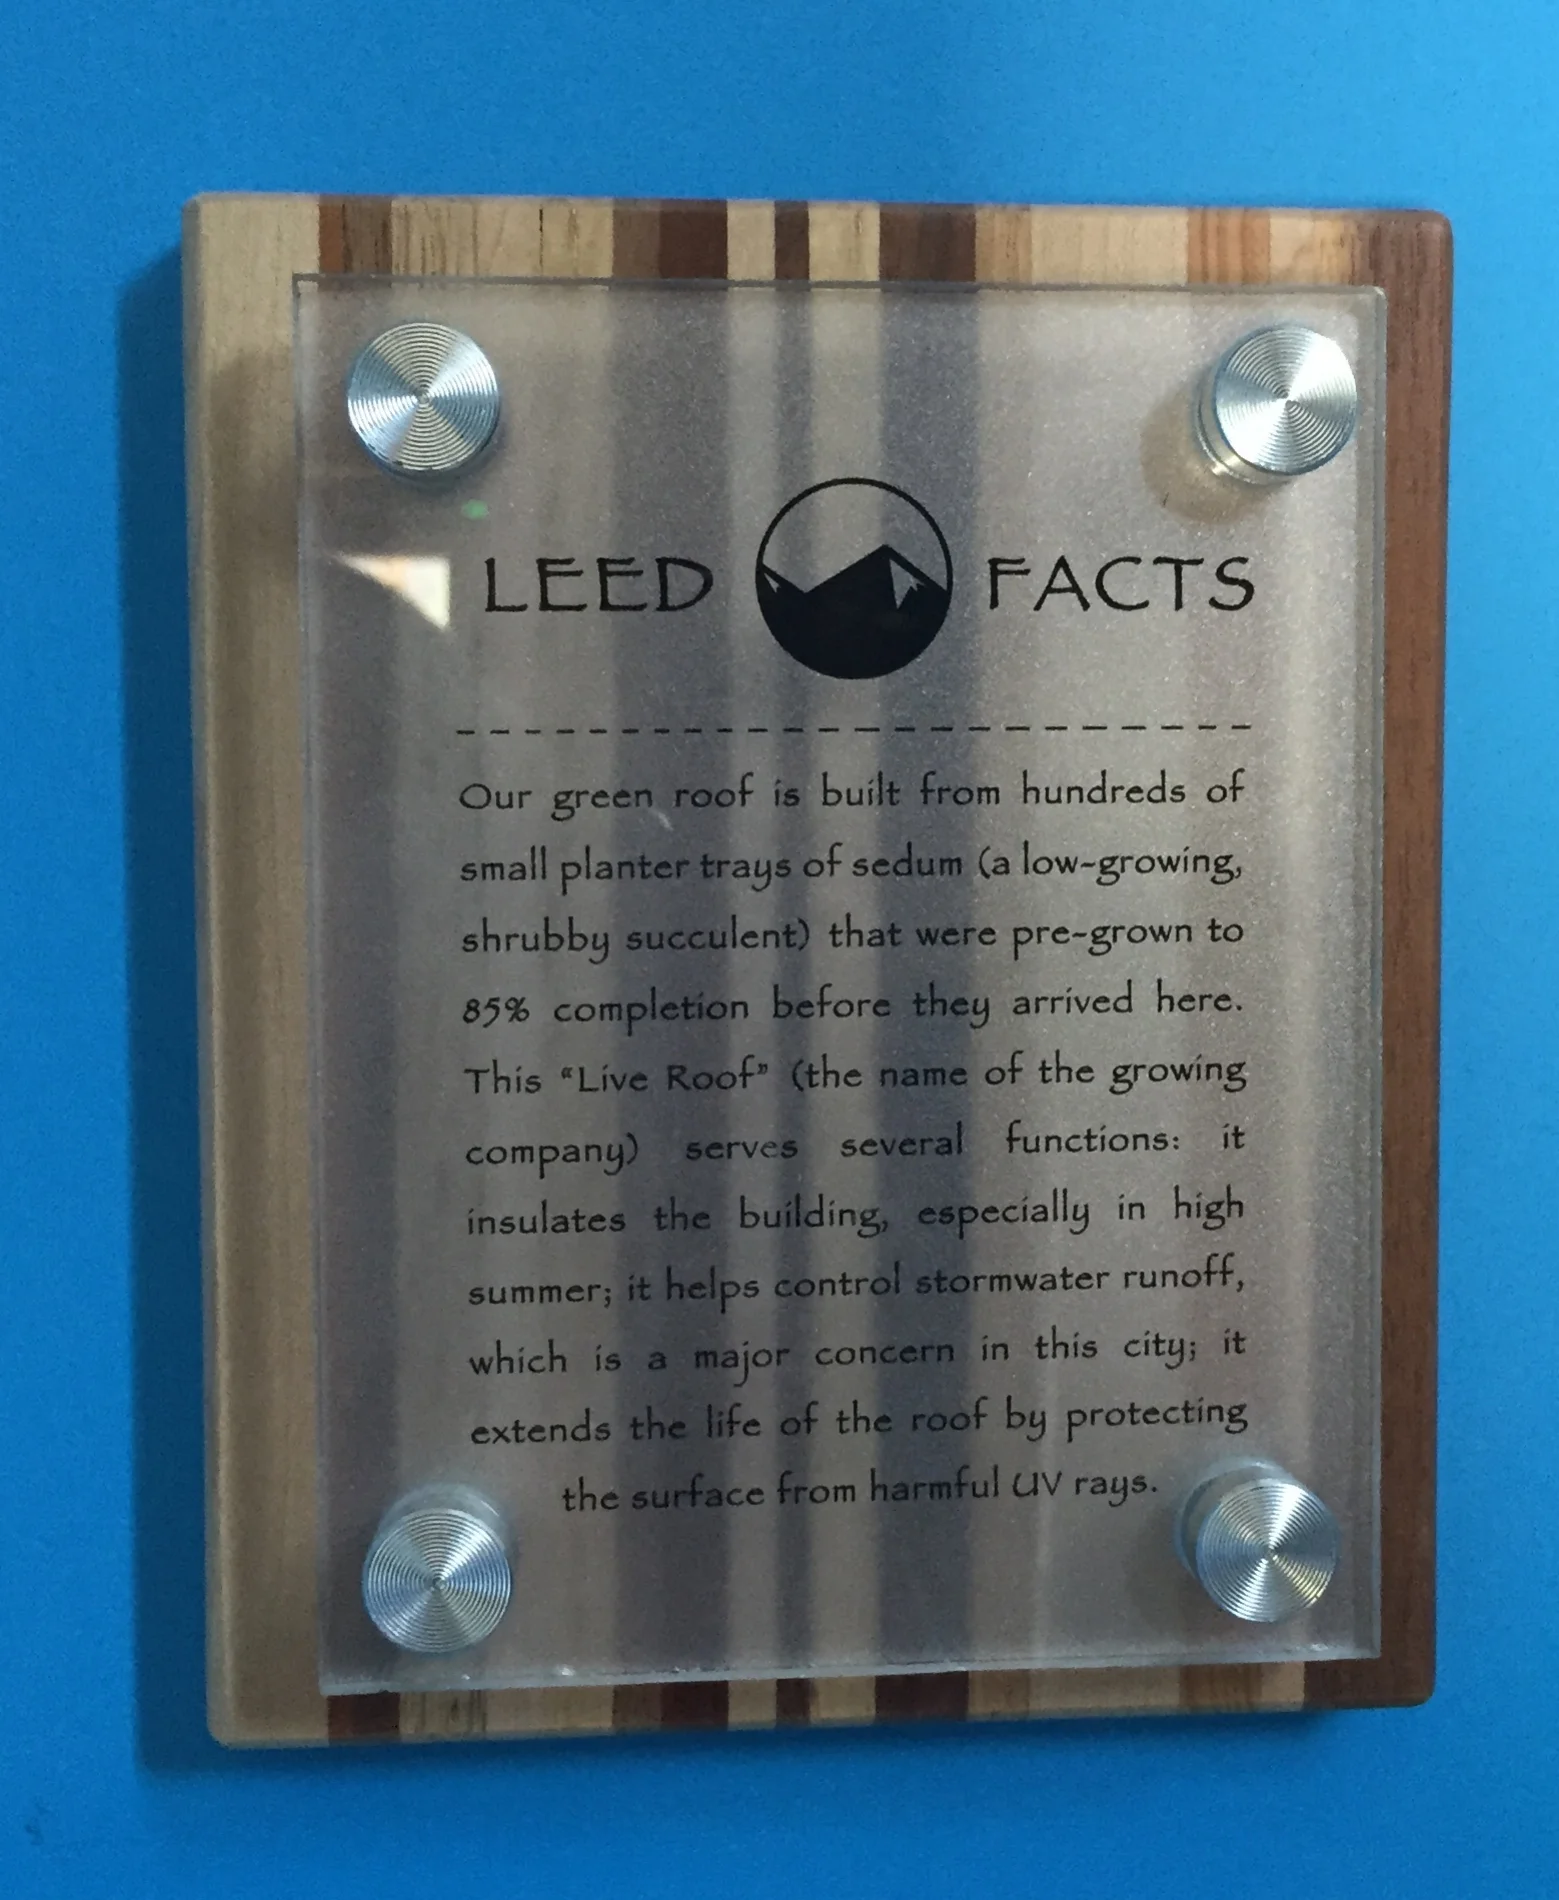 LEED FACTS
Our green roof is built from hundreds of
small planter trays of sedum (a low-growing,
shrubby succulent) that were pre-grown to
85% completion before they arrived here.
This “Live Roof” (the name of the growing
company) serves several functions: it
insulates the building, especially in high
summer; it helps control stormwater runoff,
which is a major concern in this city; it
extends the life of the roof by protecting
the surface from harmful UV rays.